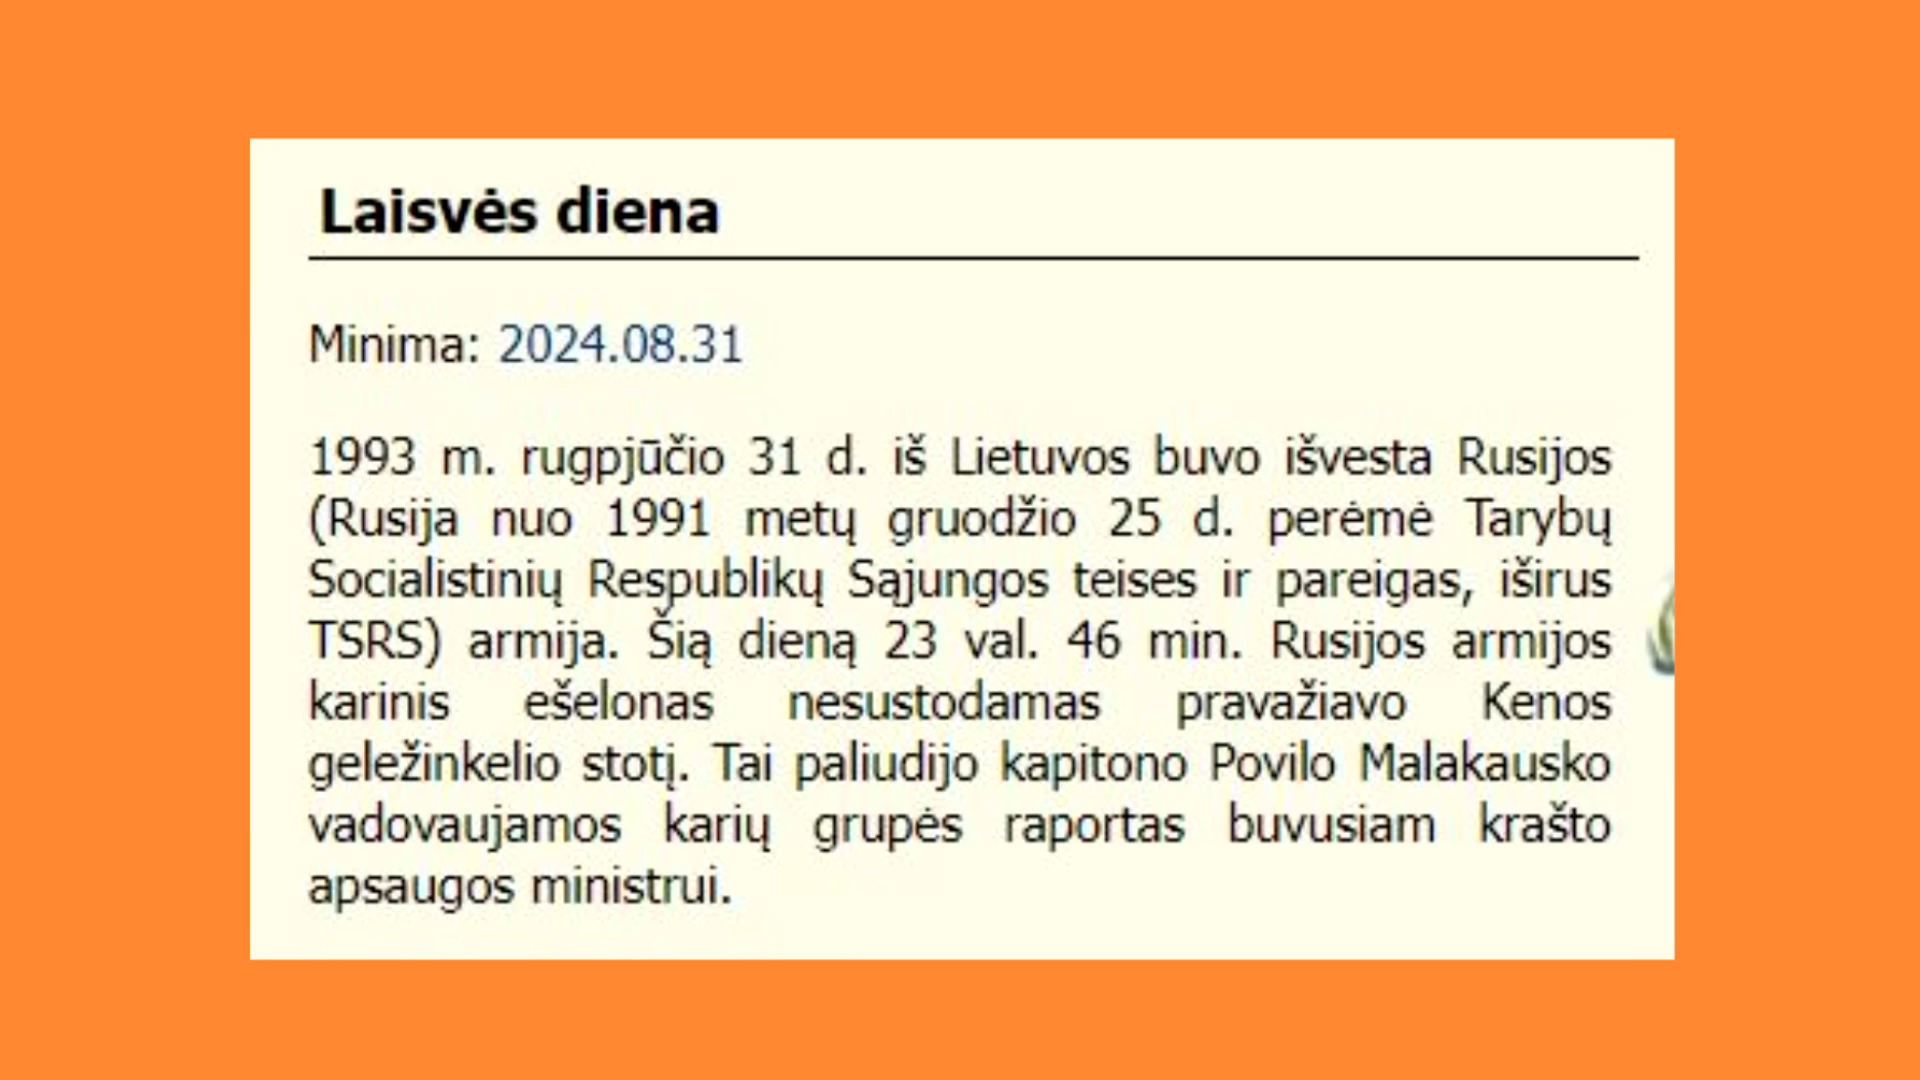 Laisvės diena
Minima: 2024.08.31
1993 m. rugpjūčio 31 d. iš Lietuvos buvo išvesta Rusijos
(Rusija nuo 1991 metų gruodžio 25 d. perėmė Tarybų
Socialistinių Respublikų Sąjungos teises ir pareigas, iširus
TSRS) armija. Šią dieną 23 val. 46 min. Rusijos armijos
karinis ešelonas nesustodamas pravažiavo Kenos
geležinkelio stotį. Tai paliudijo kapitono Povilo Malakausko
vadovaujamos karių grupės raportas buvusiam krašto
apsaugos ministrui.